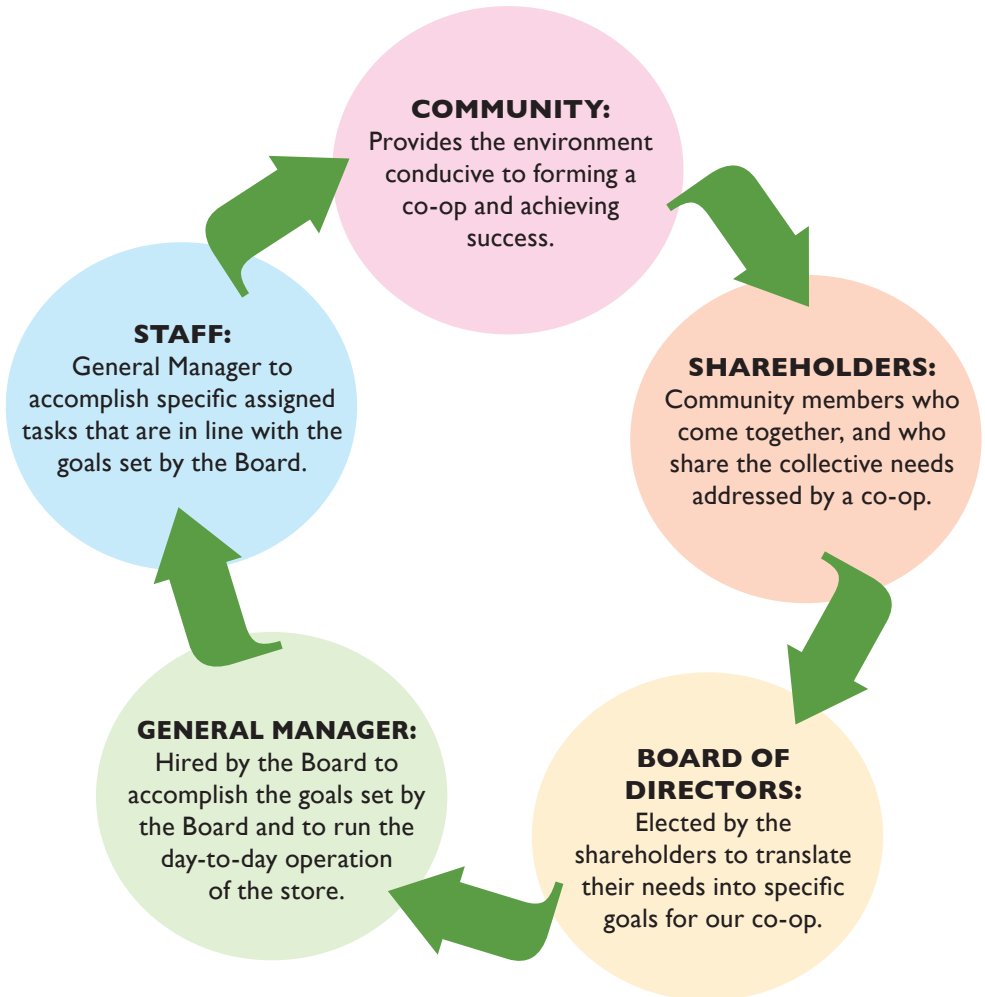 COMMUNITY:
Provides the environment
conducive to forming a
co-op and achieving
success.
SHAREHOLDERS:
Community members who
come together, and who
share the collective needs
addressed by a co-op.
BOARD OF
DIRECTORS:
Elected by the
shareholders to translate
their needs into specific
goals for our co-op.
GENERAL MANAGER:
Hired by the Board to
accomplish the goals set by
the Board and to run the
day-to-day operation
of the store.
STAFF:
General Manager to
accomplish specific assigned
tasks that are in line with the
goals set by the Board.